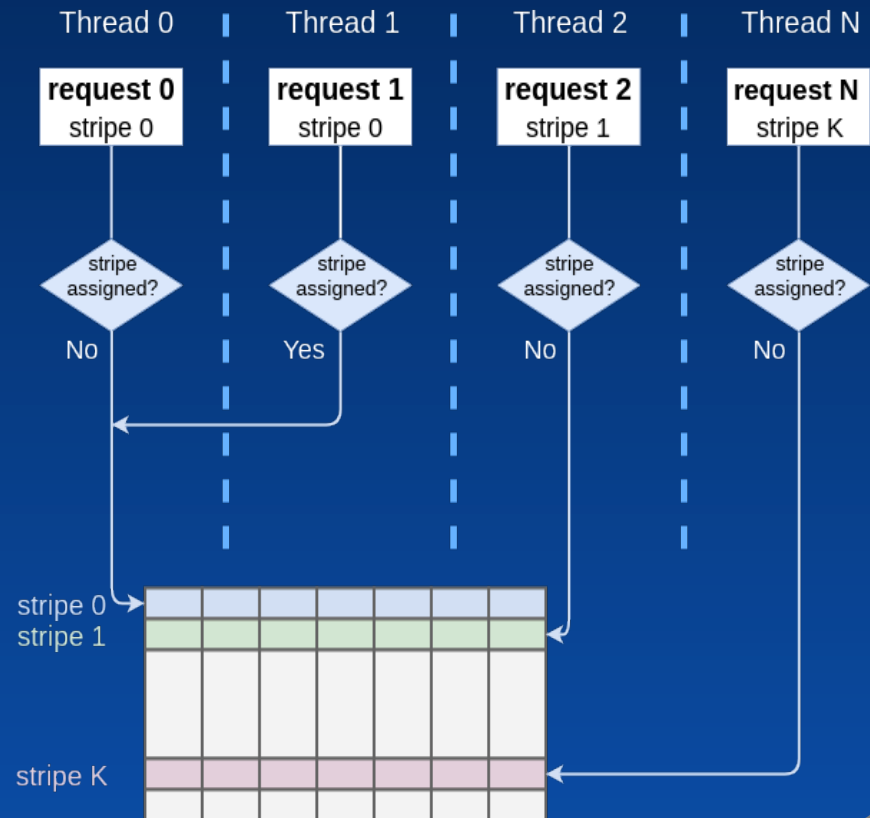 Thread 0
Thread 1
Thread 2
Thread N
request 0
stripe 0
request 1
stripe 0
request 2
stripe 1
request N
stripe K
stripe
assigned?
stripe
assigned?
stripe
assigned?
stripe
assigned?
No
Yes
No
No
stripe 0
stripe 1
stripe K